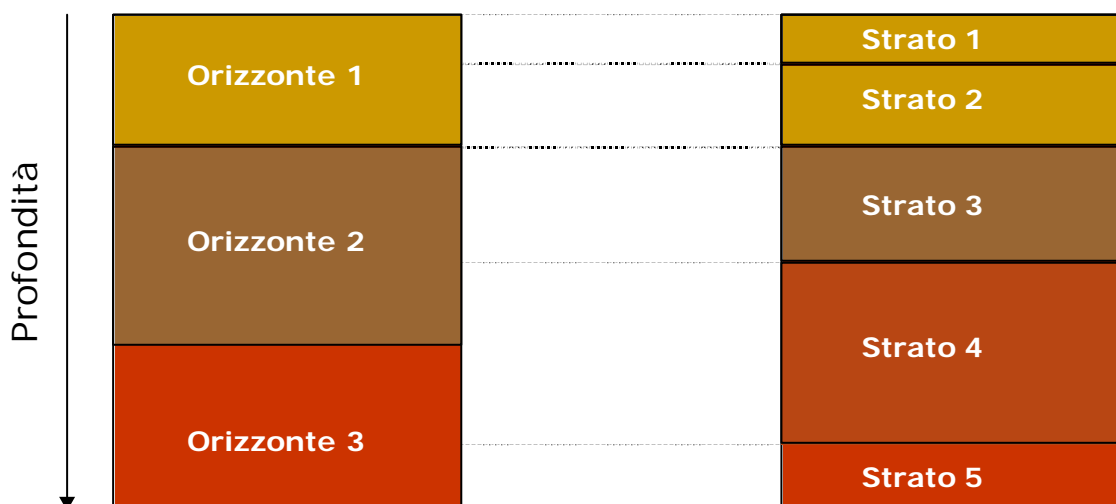 Profondità
Orizzonte 1
Orizzonte 2
Orizzonte 3
Strato 1
Strato 2
Strato 3
Strato 4
Strato 5